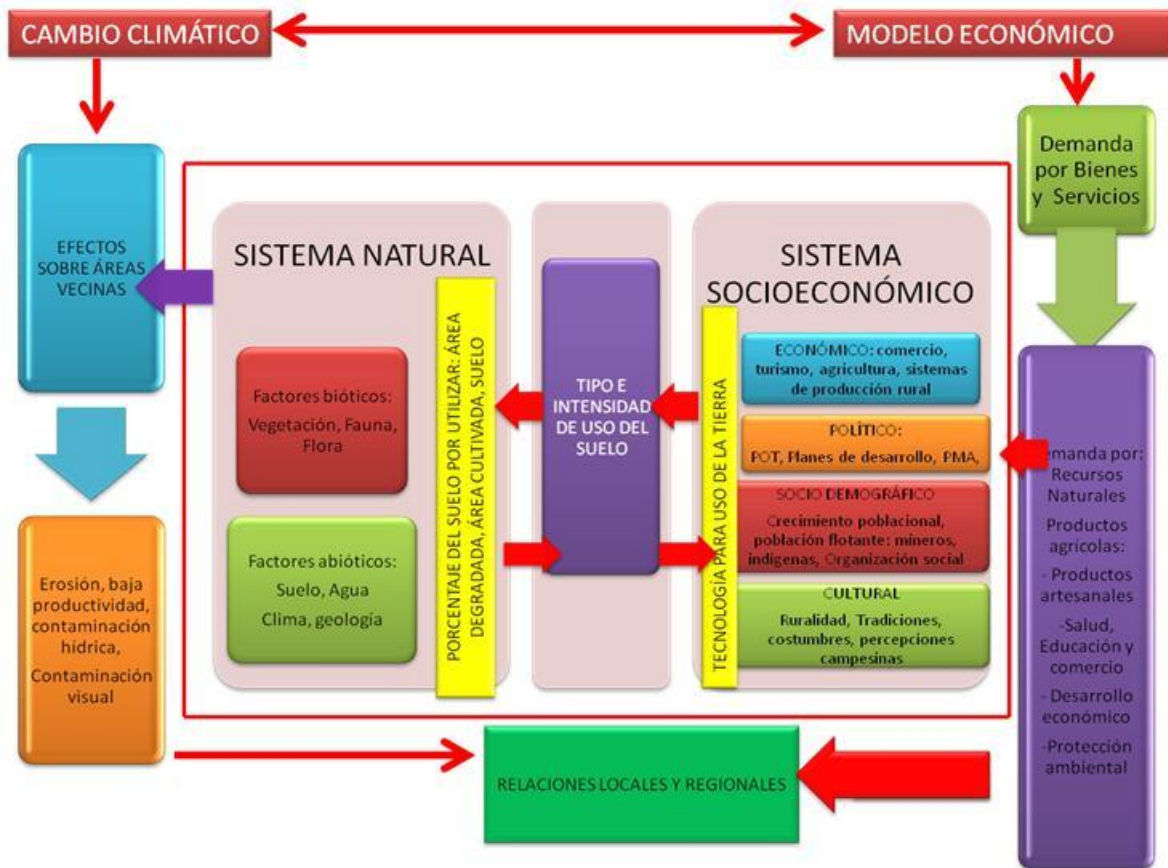 CAMBIO CLIMÁTICO
MODELO ECONÓMICO
EFECTOS
SOBRE ÁREAS
VECINAS
Erosión, baja
productividad,
contaminación
hídrica,
Contaminación
visual
SISTEMA NATURAL
Factores bióticos:
Vegetación, Fauna,
Flora
Factores abióticos:
Suelo, Agua
Clima, geología
PORCENTAJE DEL SUELO POR UTILIZAR: ÁREA
DEGRADADA, ÁREA CULTIVADA, SUELO
TIPO E
INTENSIDAD
DE USO DEL
SUELO
SISTEMA
SOCIOECONÓMICO
TECNOLOGÍA PARA USO DE LA TIERRA
ECONÓMICO: comercio,
turismo, agricultura, sistemas
de producción rural
POLÍTICO:
POT, Planes de desarrollo, PMA,
SOCIO DEMOGRÁFICO
Crecimiento poblacional,
población flotante: mineros,
indígenas, Organización social
CULTURAL
Ruralidad, Tradiciones,
costumbres, percepciones
campesinas
Demanda
por Bienes
y Servicios
emanda por:
Recursos
Naturales
Productos
agrícolas:
- Productos
artesanales
-Salud,
Educación y
comercio
- Desarrollo
económico
-Protección
ambiental
RELACIONES LOCALES Y REGIONALES